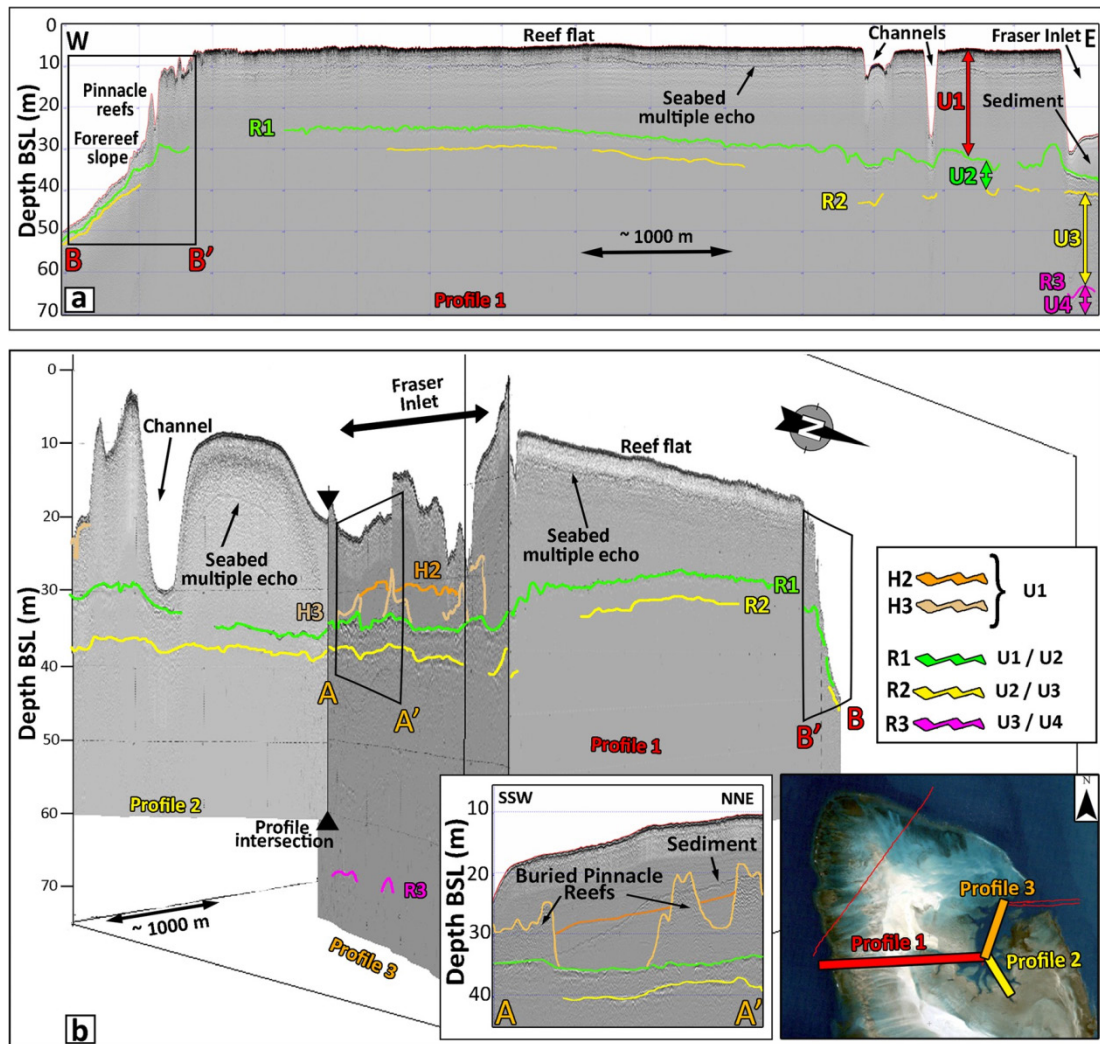 W
Reef flat
Channels
Fraser Inlet
E
0
10
20
30
40
50
60
70
Depth BSL (m)
Pinnacle
reefs
Forereef
slope
R1
Seabed
multiple echo
U1
Sediment
U2
R2
U3
~ 1000 m
B
B’
R3
U4
a
Profile 1
0
10
20
30
40
50
60
70
Depth BSL (m)
Channel
Fraser
Inlet
N
Reef flat
Seabed
multiple echo
Seabed
multiple echo
H2
H3
R1
R2
A
A’
B’
B
Profile 1
Profile 2
Profile
intersection
R3
~ 1000 m
Profile 3
H2
H3
U1
R1 U1 / U2
R2 U2 / U3
R3 U3 / U4
SSW
NNE
10
20
30
40
Depth BSL (m)
Sediment
Buried Pinnacle
Reefs
A
A’
N
Profile 3
Profile 1
Profile 2
b